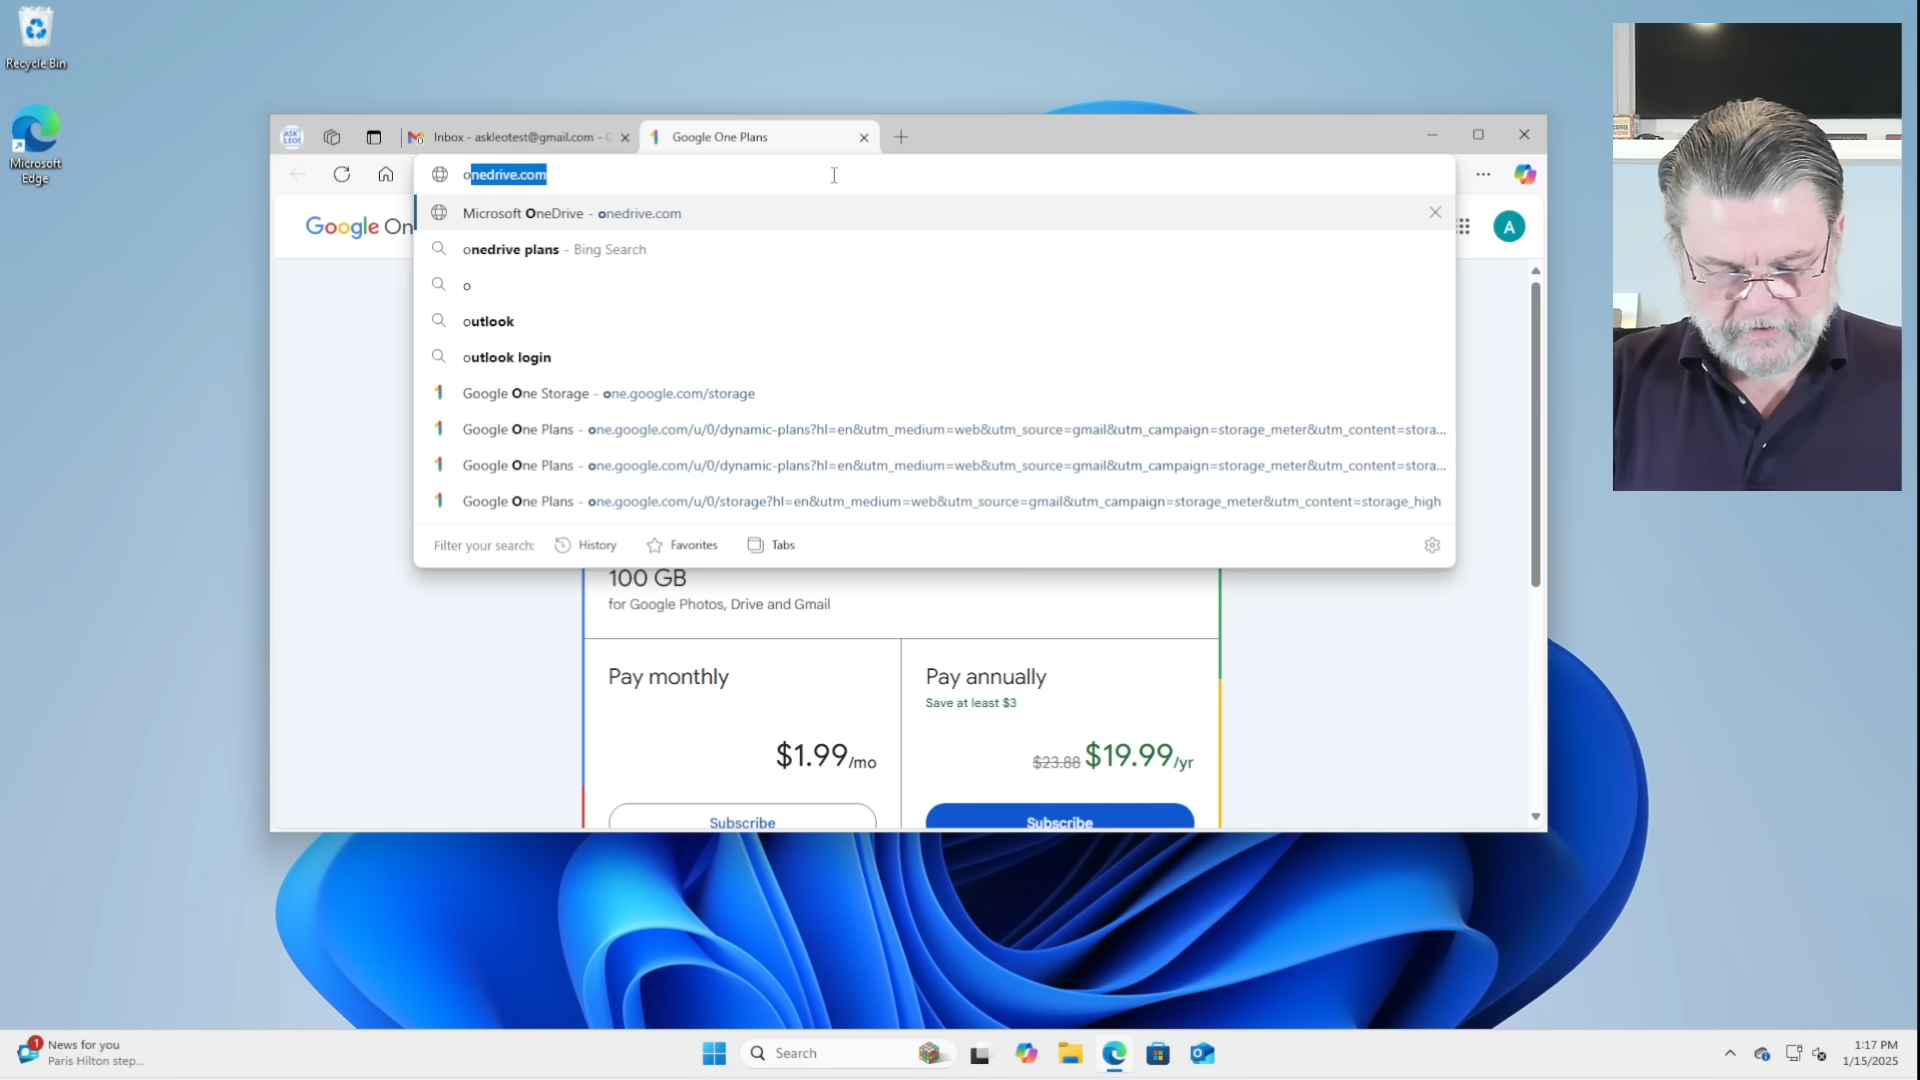 Recycle Bin
Microsoft
Edge
ASK
LEO!
Inbox - askleotest@gmail.com - G
Google One Plans
onedrive.com
Google On
A
Microsoft OneDrive - onedrive.com
onedrive plans - Bing Search
o
outlook
outlook login
Google One Storage - one.google.com/storage
Google One Plans - one.google.com/u/0/dynamic-plans?hl=en&utm_medium=web&utm_source=gmail&utm_campaign=storage_meter&utm_content=stora...
Google One Plans - one.google.com/u/0/dynamic-plans?hl=en&utm_medium=web&utm_source=gmail&utm_campaign=storage_meter&utm_content=stora...
Google One Plans - one.google.com/u/0/storage?hl=en&utm_medium=web&utm_source=gmail&utm_campaign=storage_meter&utm_content=storage_high
Filter your search: History Favorites Tabs
100 GB
for Google Photos, Drive and Gmail
Pay monthly
Pay annually
Save at least $3
$1.99/mo
$23.88 $19.99/yr
Subscribe
Subscribe
1
News for you
Paris Hilton step...
Search
1:17 PM
1/15/2025